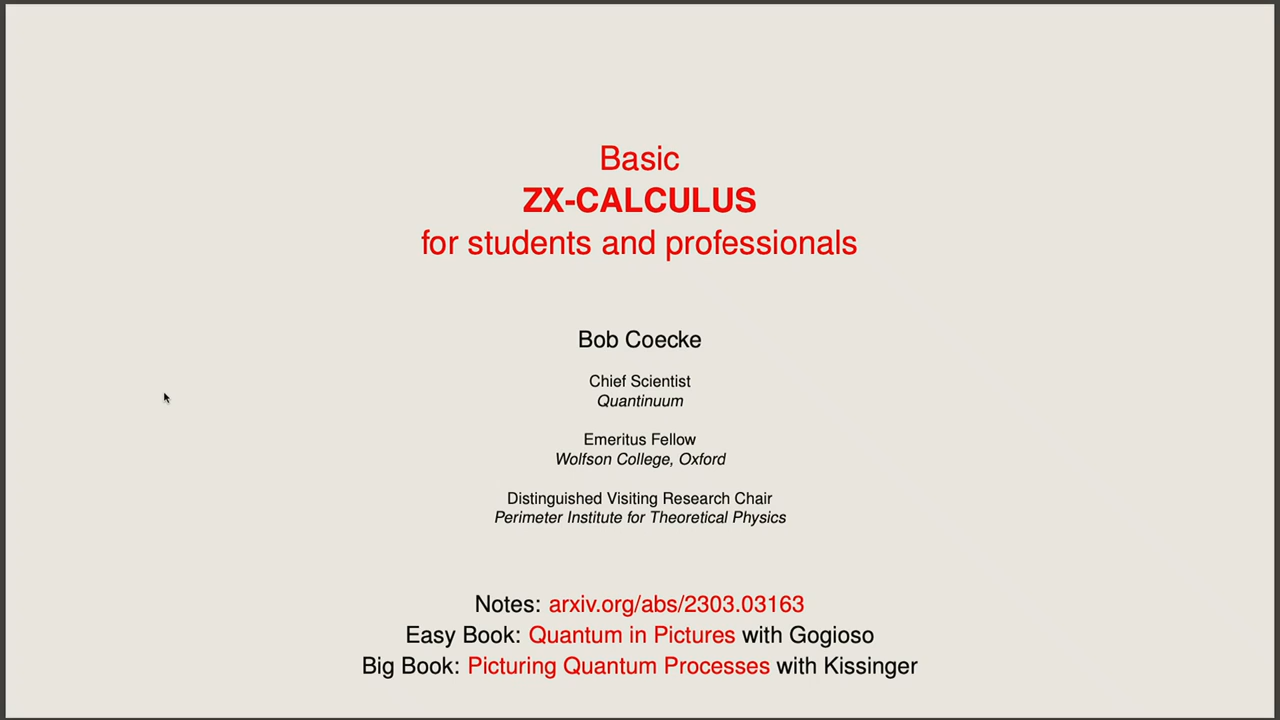 Basic
ZX-CALCULUS
for students and professionals
Bob Coecke
Chief Scientist
Quantinuum
Emeritus Fellow
Wolfson College, Oxford
Distinguished Visiting Research Chair
Perimeter Institute for Theoretical Physics
Notes: arxiv.org/abs/2303.03163
Easy Book: Quantum in Pictures with Gogioso
Big Book: Picturing Quantum Processes with Kissinger